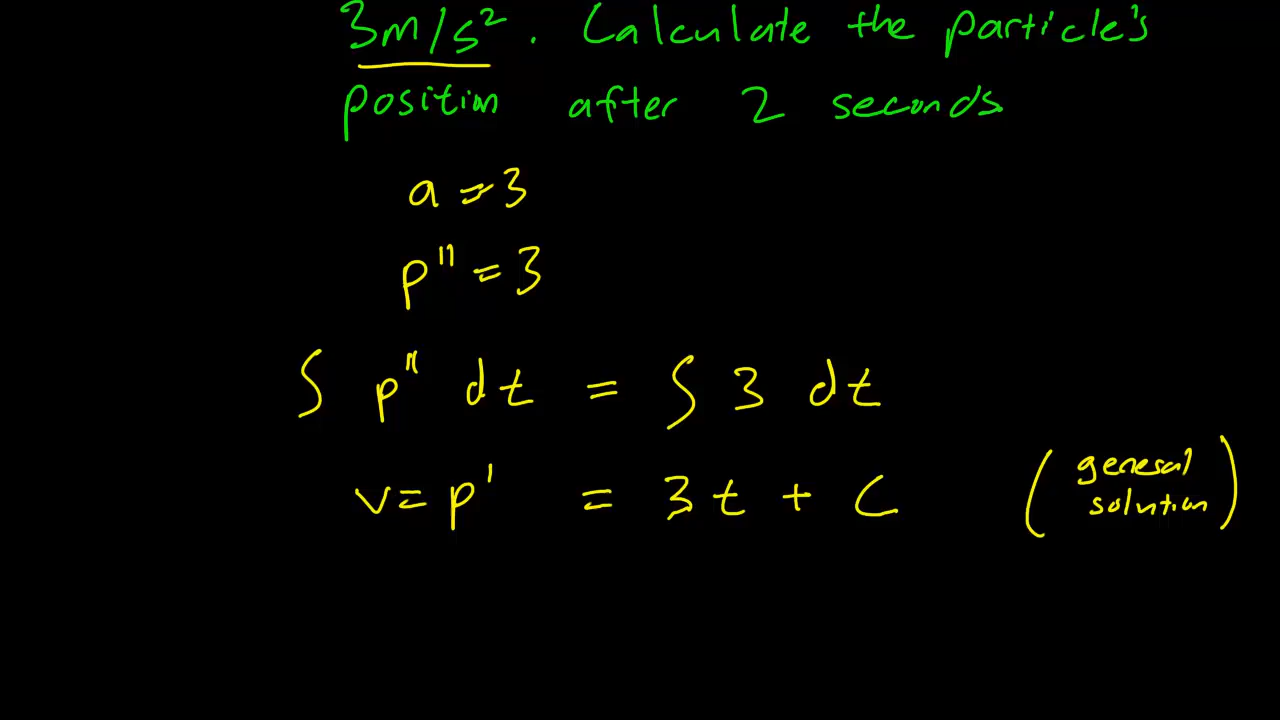 3m/s². Calculate the particle's
position after 2 seconds
a = 3
p'' = 3
∫ p'' dt = ∫ 3 dt
v = p' = 3t + C (general solution)